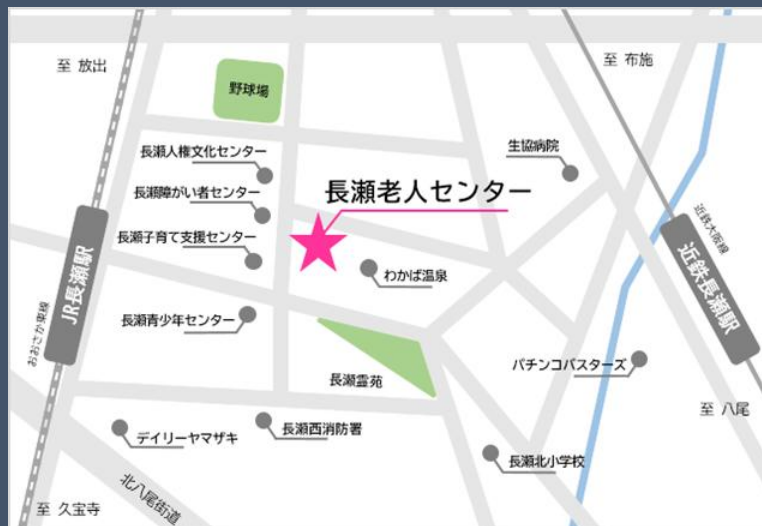 至 放出
野球場
至 布施
長瀬人権文化センター
生協病院
長瀬障がい者センター
長瀬老人センター
長瀬子育て支援センター
わかば温泉
JR長瀬駅
おおさか東線
近鉄大阪線
近鉄長瀬駅
長瀬青少年センター
パチンコバスターズ
長瀬霊苑
至 八尾
デイリーヤマザキ
長瀬西消防署
長瀬北小学校
北八尾街道
至 久宝寺